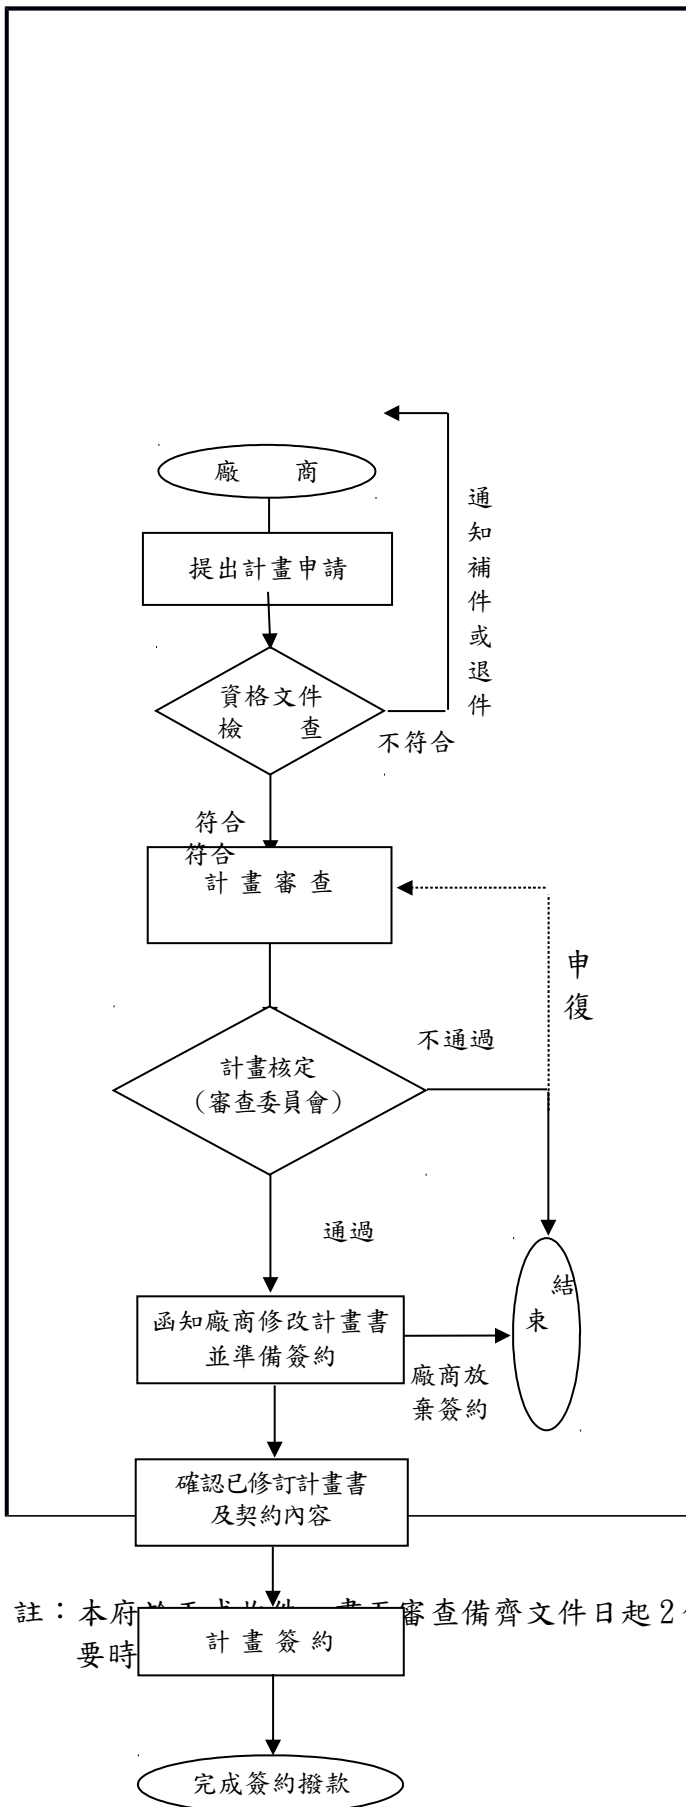 廠 商
通知補件或退件
提出計畫申請
資格文件
檢 查
不符合
符合
符合
計 畫 審 查
申復
不通過
計畫核定
（審查委員會）
通過
結
束
函知廠商修改計畫書
並準備簽約
廠商放
棄簽約
確認已修訂計畫書
及契約內容
註：本府 審查備齊文件日起２
要時
計 畫 簽 約
完成簽約撥款